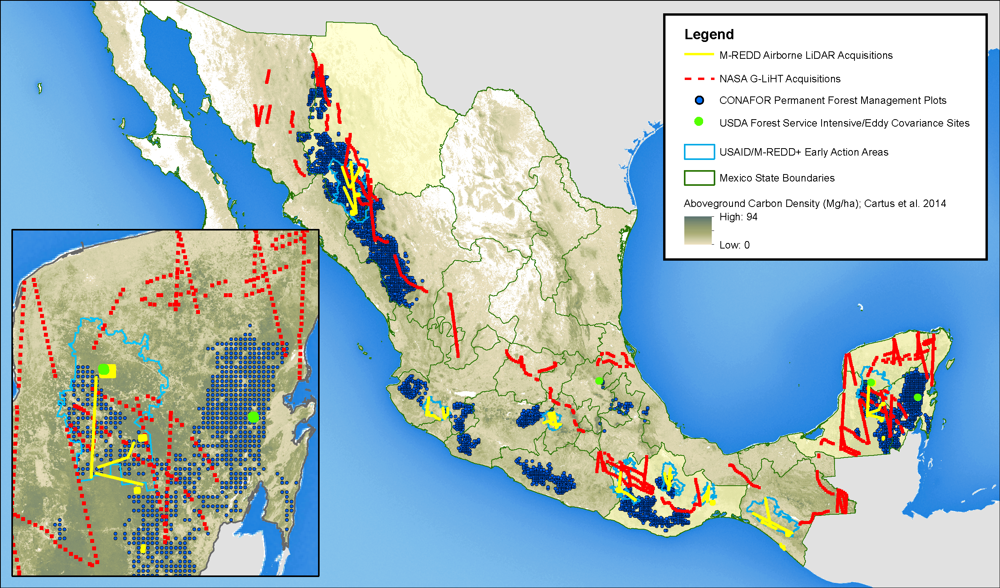 Legend
M-REDD Airborne LiDAR Acquisitions
NASA G-LiHT Acquisitions
CONAFOR Permanent Forest Management Plots
USDA Forest Service Intensive/Eddy Covariance Sites
USAID/M-REDD+ Early Action Areas
Mexico State Boundaries
Aboveground Carbon Density (Mg/ha); Cartus et al. 2014
High: 94
Low: 0